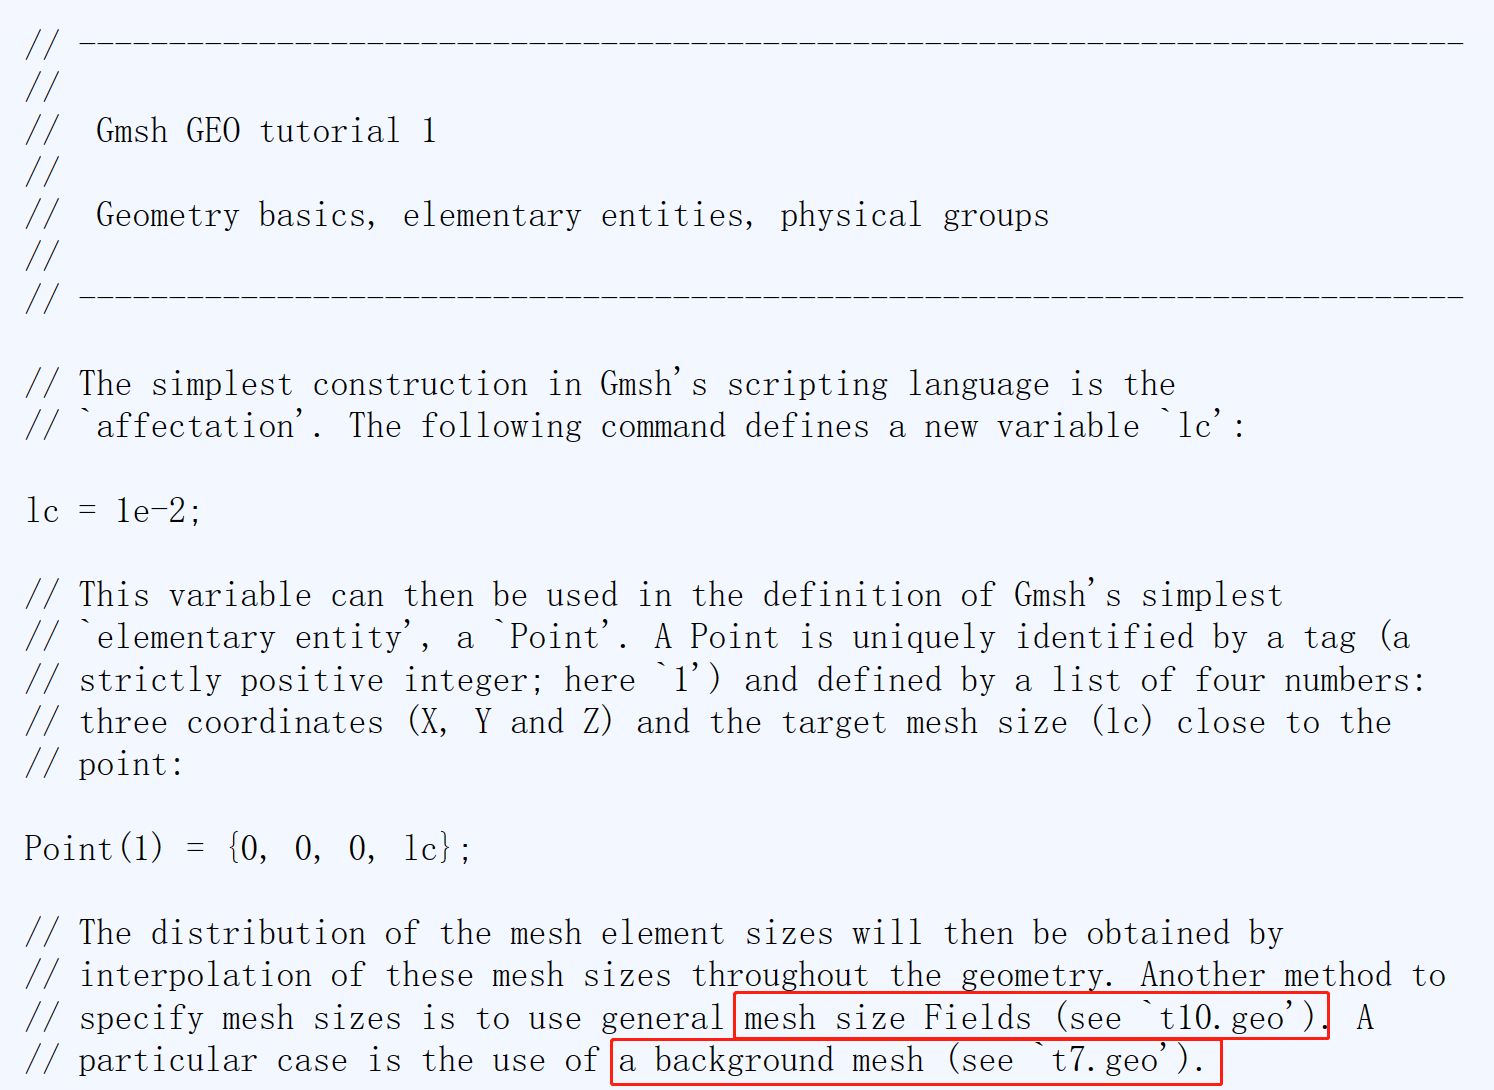 // -----------------------------------------------------------------------------
//
//  Gmsh GEO tutorial 1
//
//  Geometry basics, elementary entities, physical groups
//
// -----------------------------------------------------------------------------
// The simplest construction in Gmsh's scripting language is the
// `affectation'. The following command defines a new variable `lc':
lc = 1e-2;
// This variable can then be used in the definition of Gmsh's simplest
// `elementary entity', a `Point'. A Point is uniquely identified by a tag (a
// strictly positive integer; here `1') and defined by a list of four numbers:
// three coordinates (X, Y and Z) and the target mesh size (lc) close to the
// point:
Point(1) = {0, 0, 0, lc};
// The distribution of the mesh element sizes will then be obtained by
// interpolation of these mesh sizes throughout the geometry. Another method to
// specify mesh sizes is to use general mesh size Fields (see `t10.geo'). A
// particular case is the use of a background mesh (see `t7.geo').